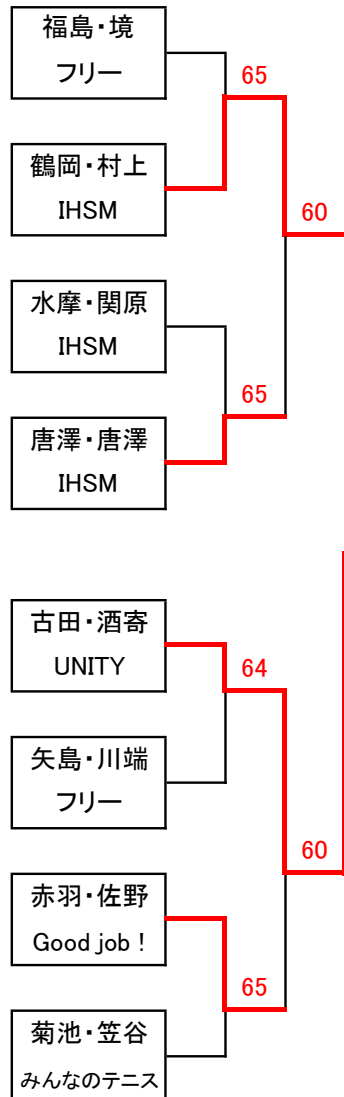 福島・境
フリー
65
鶴岡・村上
IHSM
60
水摩・関原
IHSM
65
唐澤・唐澤
IHSM
古田・酒寄
UNITY
64
矢島・川端
フリー
60
赤羽・佐野
Good job！
65
菊池・笠谷
みんなのテニス